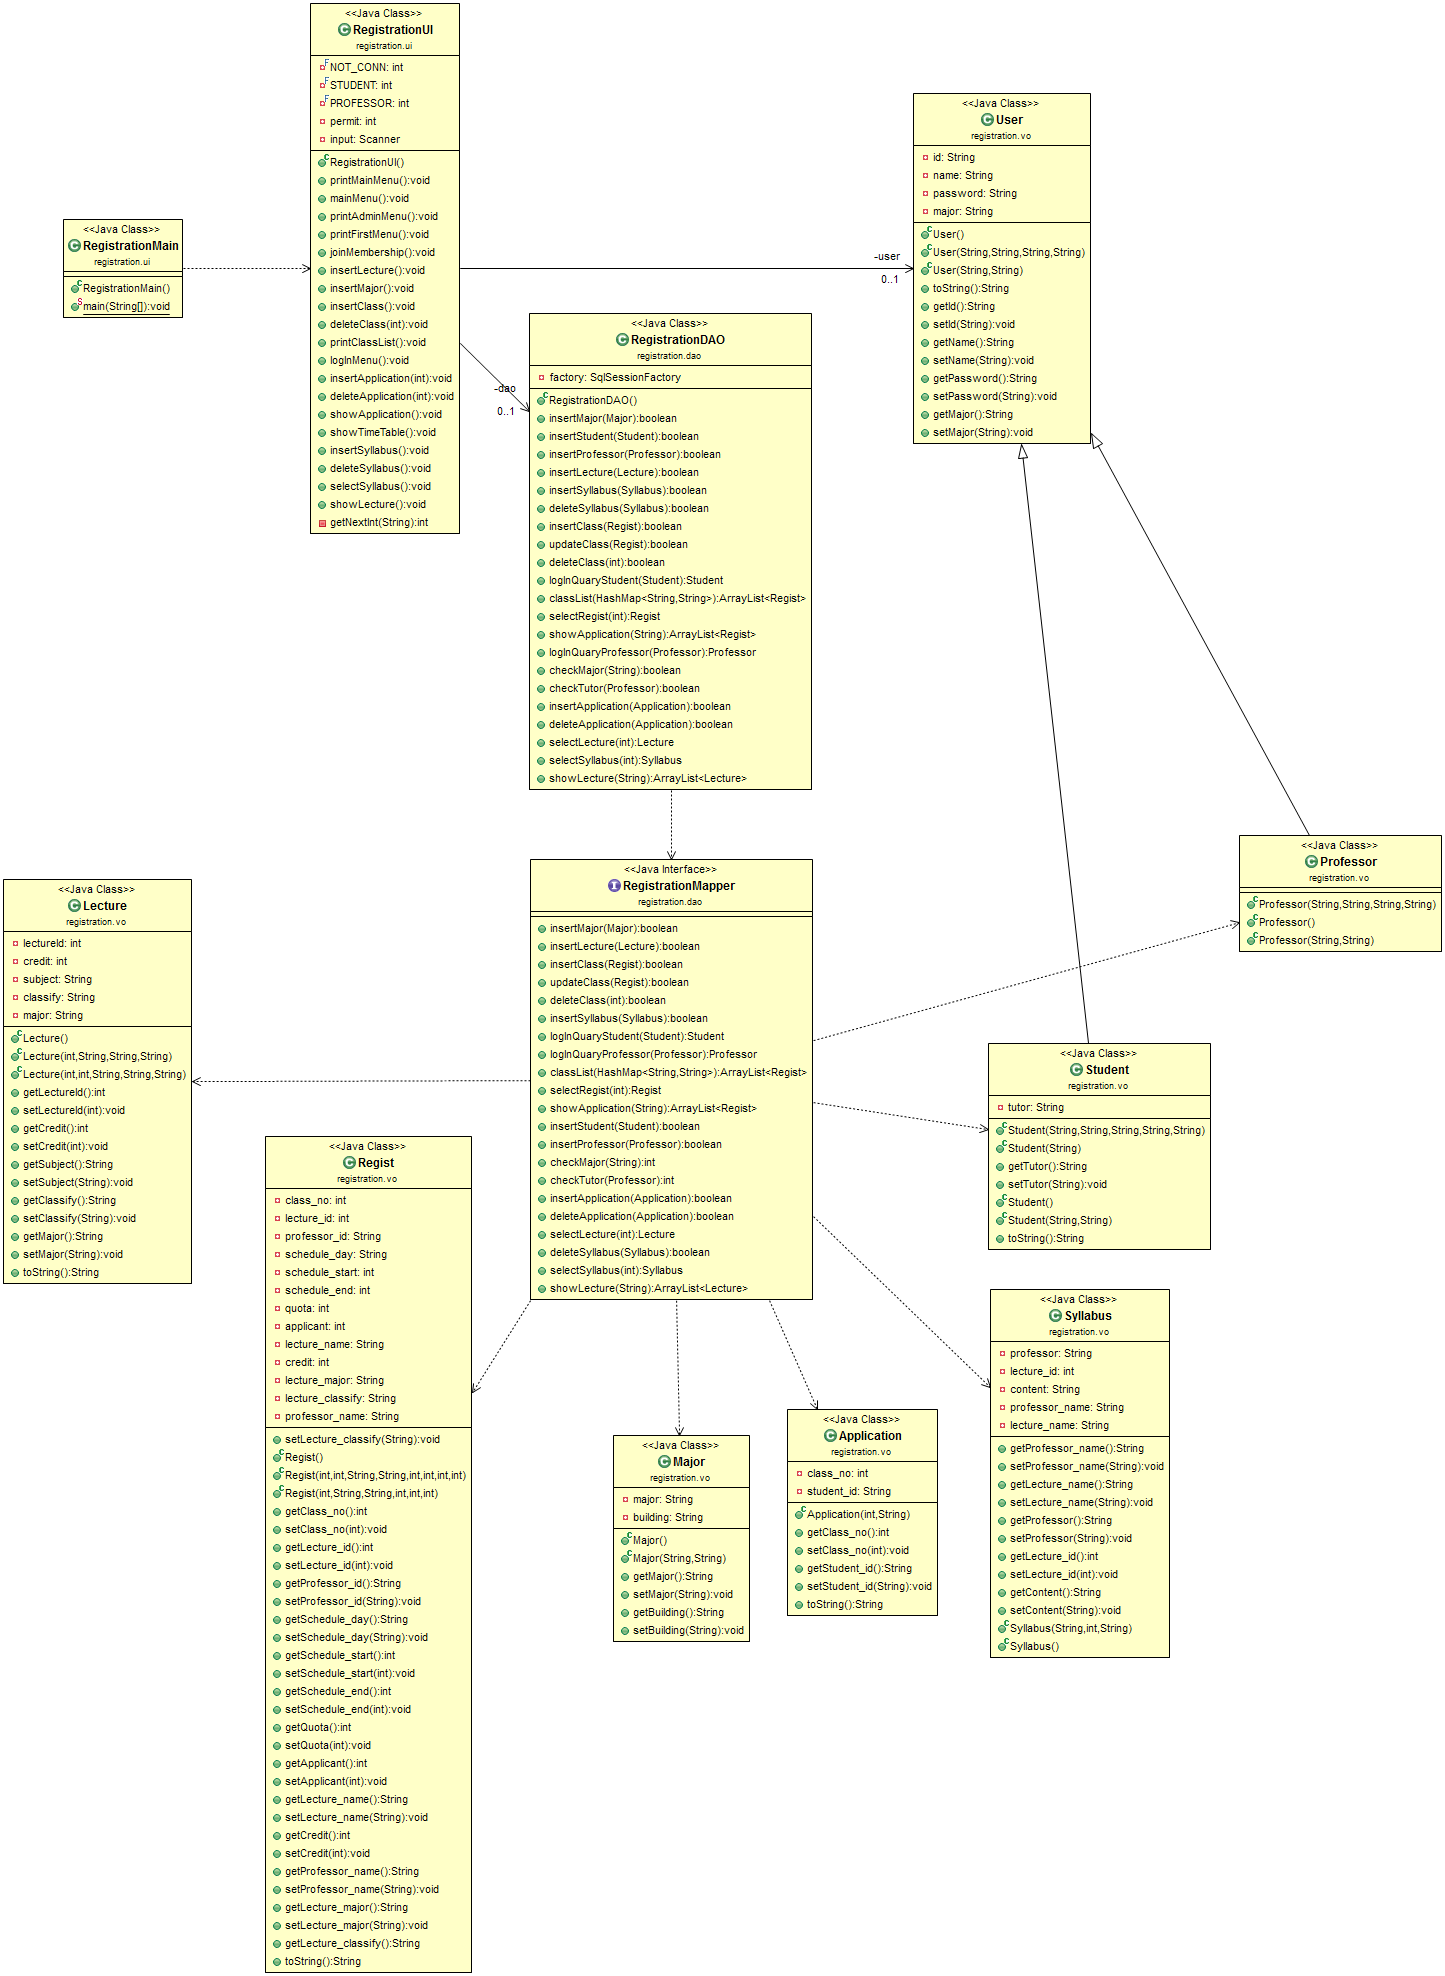 <<Java Class>>
RegistrationUI
registration.ui
NOT_CONN: int
STUDENT: int
PROFESSOR: int
permit: int
input: Scanner
RegistrationUI()
printMainMenu():void
mainMenu():void
printAdminMenu():void
printFirstMenu():void
joinMembership():void
insertLecture():void
insertMajor():void
insertClass():void
deleteClass(int):void
printClassList():void
logInMenu():void
insertApplication(int):void
deleteApplication(int):void
showApplication():void
showTimeTable():void
insertSyllabus():void
deleteSyllabus():void
selectSyllabus():void
showLecture():void
getNextInt(String):int
<<Java Class>>
User
registration.vo
id: String
name: String
password: String
major: String
User()
User(String,String,String,String)
User(String,String)
toString():String
getId():String
setId(String):void
getName():String
setName(String):void
getPassword():String
setPassword(String):void
getMajor():String
setMajor(String):void
<<Java Class>>
RegistrationMain
registration.ui
RegistrationMain()
main(String[]):void
-user
0..1
-dao
0..1
<<Java Class>>
RegistrationDAO
registration.dao
factory: SqlSessionFactory
RegistrationDAO()
insertMajor(Major):boolean
insertStudent(Student):boolean
insertProfessor(Professor):boolean
insertLecture(Lecture):boolean
insertSyllabus(Syllabus):boolean
deleteSyllabus(Syllabus):boolean
insertClass(Regist):boolean
updateClass(Regist):boolean
deleteClass(int):boolean
logInQuaryStudent(Student):Student
classList(HashMap<String,String>):ArrayList<Regist>
selectRegist(int):Regist
showApplication(String):ArrayList<Regist>
logInQuaryProfessor(Professor):Professor
checkMajor(String):boolean
checkTutor(Professor):boolean
insertApplication(Application):boolean
deleteApplication(Application):boolean
selectLecture(int):Lecture
selectSyllabus(int):Syllabus
showLecture(String):ArrayList<Lecture>
<<Java Class>>
Professor
registration.vo
Professor(String,String,String,String)
Professor()
Professor(String,String)
<<Java Interface>>
RegistrationMapper
registration.dao
insertMajor(Major):boolean
insertLecture(Lecture):boolean
insertClass(Regist):boolean
updateClass(Regist):boolean
deleteClass(int):boolean
insertSyllabus(Syllabus):boolean
logInQuaryStudent(Student):Student
logInQuaryProfessor(Professor):Professor
classList(HashMap<String,String>):ArrayList<Regist>
selectRegist(int):Regist
showApplication(String):ArrayList<Regist>
insertStudent(Student):boolean
insertProfessor(Professor):boolean
checkMajor(String):int
checkTutor(Professor):int
insertApplication(Application):boolean
deleteApplication(Application):boolean
selectLecture(int):Lecture
deleteSyllabus(Syllabus):boolean
selectSyllabus(int):Syllabus
showLecture(String):ArrayList<Lecture>
<<Java Class>>
Lecture
registration.vo
lectureId: int
credit: int
subject: String
classify: String
major: String
Lecture()
Lecture(int,String,String,String)
Lecture(int,int,String,String,String)
getLectureId():int
setLectureId(int):void
getCredit():int
setCredit(int):void
getSubject():String
setSubject(String):void
getClassify():String
setClassify(String):void
getMajor():String
setMajor(String):void
toString():String
<<Java Class>>
Student
registration.vo
tutor: String
Student(String,String,String,String,String)
Student(String)
getTutor():String
setTutor(String):void
Student()
Student(String,String)
toString():String
<<Java Class>>
Regist
registration.vo
class_no: int
lecture_id: int
professor_id: String
schedule_day: String
schedule_start: int
schedule_end: int
quota: int
applicant: int
lecture_name: String
credit: int
lecture_major: String
lecture_classify: String
professor_name: String
setLecture_classify(String):void
Regist()
Regist(int,int,String,String,int,int,int,int)
Regist(int,String,String,int,int,int)
getClass_no():int
setClass_no(int):void
getLecture_id():int
setLecture_id(int):void
getProfessor_id():String
setProfessor_id(String):void
getSchedule_day():String
setSchedule_day(String):void
getSchedule_start():int
setSchedule_start(int):void
getSchedule_end():int
setSchedule_end(int):void
getQuota():int
setQuota(int):void
getApplicant():int
setApplicant(int):void
getLecture_name():String
setLecture_name(String):void
getCredit():int
setCredit(int):void
getProfessor_name():String
setProfessor_name(String):void
getLecture_major():String
setLecture_major(String):void
getLecture_classify():String
toString():String
<<Java Class>>
Syllabus
registration.vo
professor: String
lecture_id: int
content: String
professor_name: String
lecture_name: String
getProfessor_name():String
setProfessor_name(String):void
getLecture_name():String
setLecture_name(String):void
getProfessor():String
setProfessor(String):void
getLecture_id():int
setLecture_id(int):void
getContent():String
setContent(String):void
Syllabus(String,int,String)
Syllabus()
<<Java Class>>
Application
registration.vo
class_no: int
student_id: String
Application(int,String)
getClass_no():int
setClass_no(int):void
getStudent_id():String
setStudent_id(String):void
toString():String
<<Java Class>>
Major
registration.vo
major: String
building: String
Major()
Major(String,String)
getMajor():String
setMajor(String):void
getBuilding():String
setBuilding(String):void